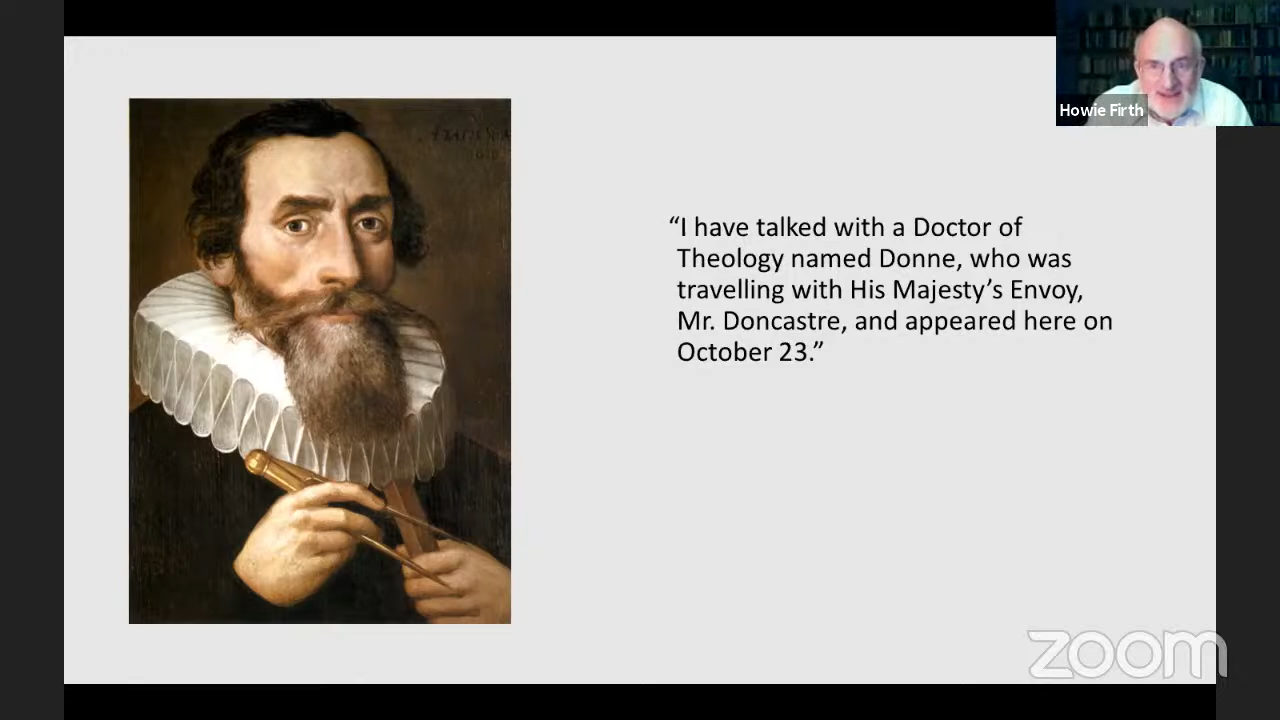 Howie Firth
“I have talked with a Doctor of
Theology named Donne, who was
travelling with His Majesty’s Envoy,
Mr. Doncastre, and appeared here on
October 23.”
zoom